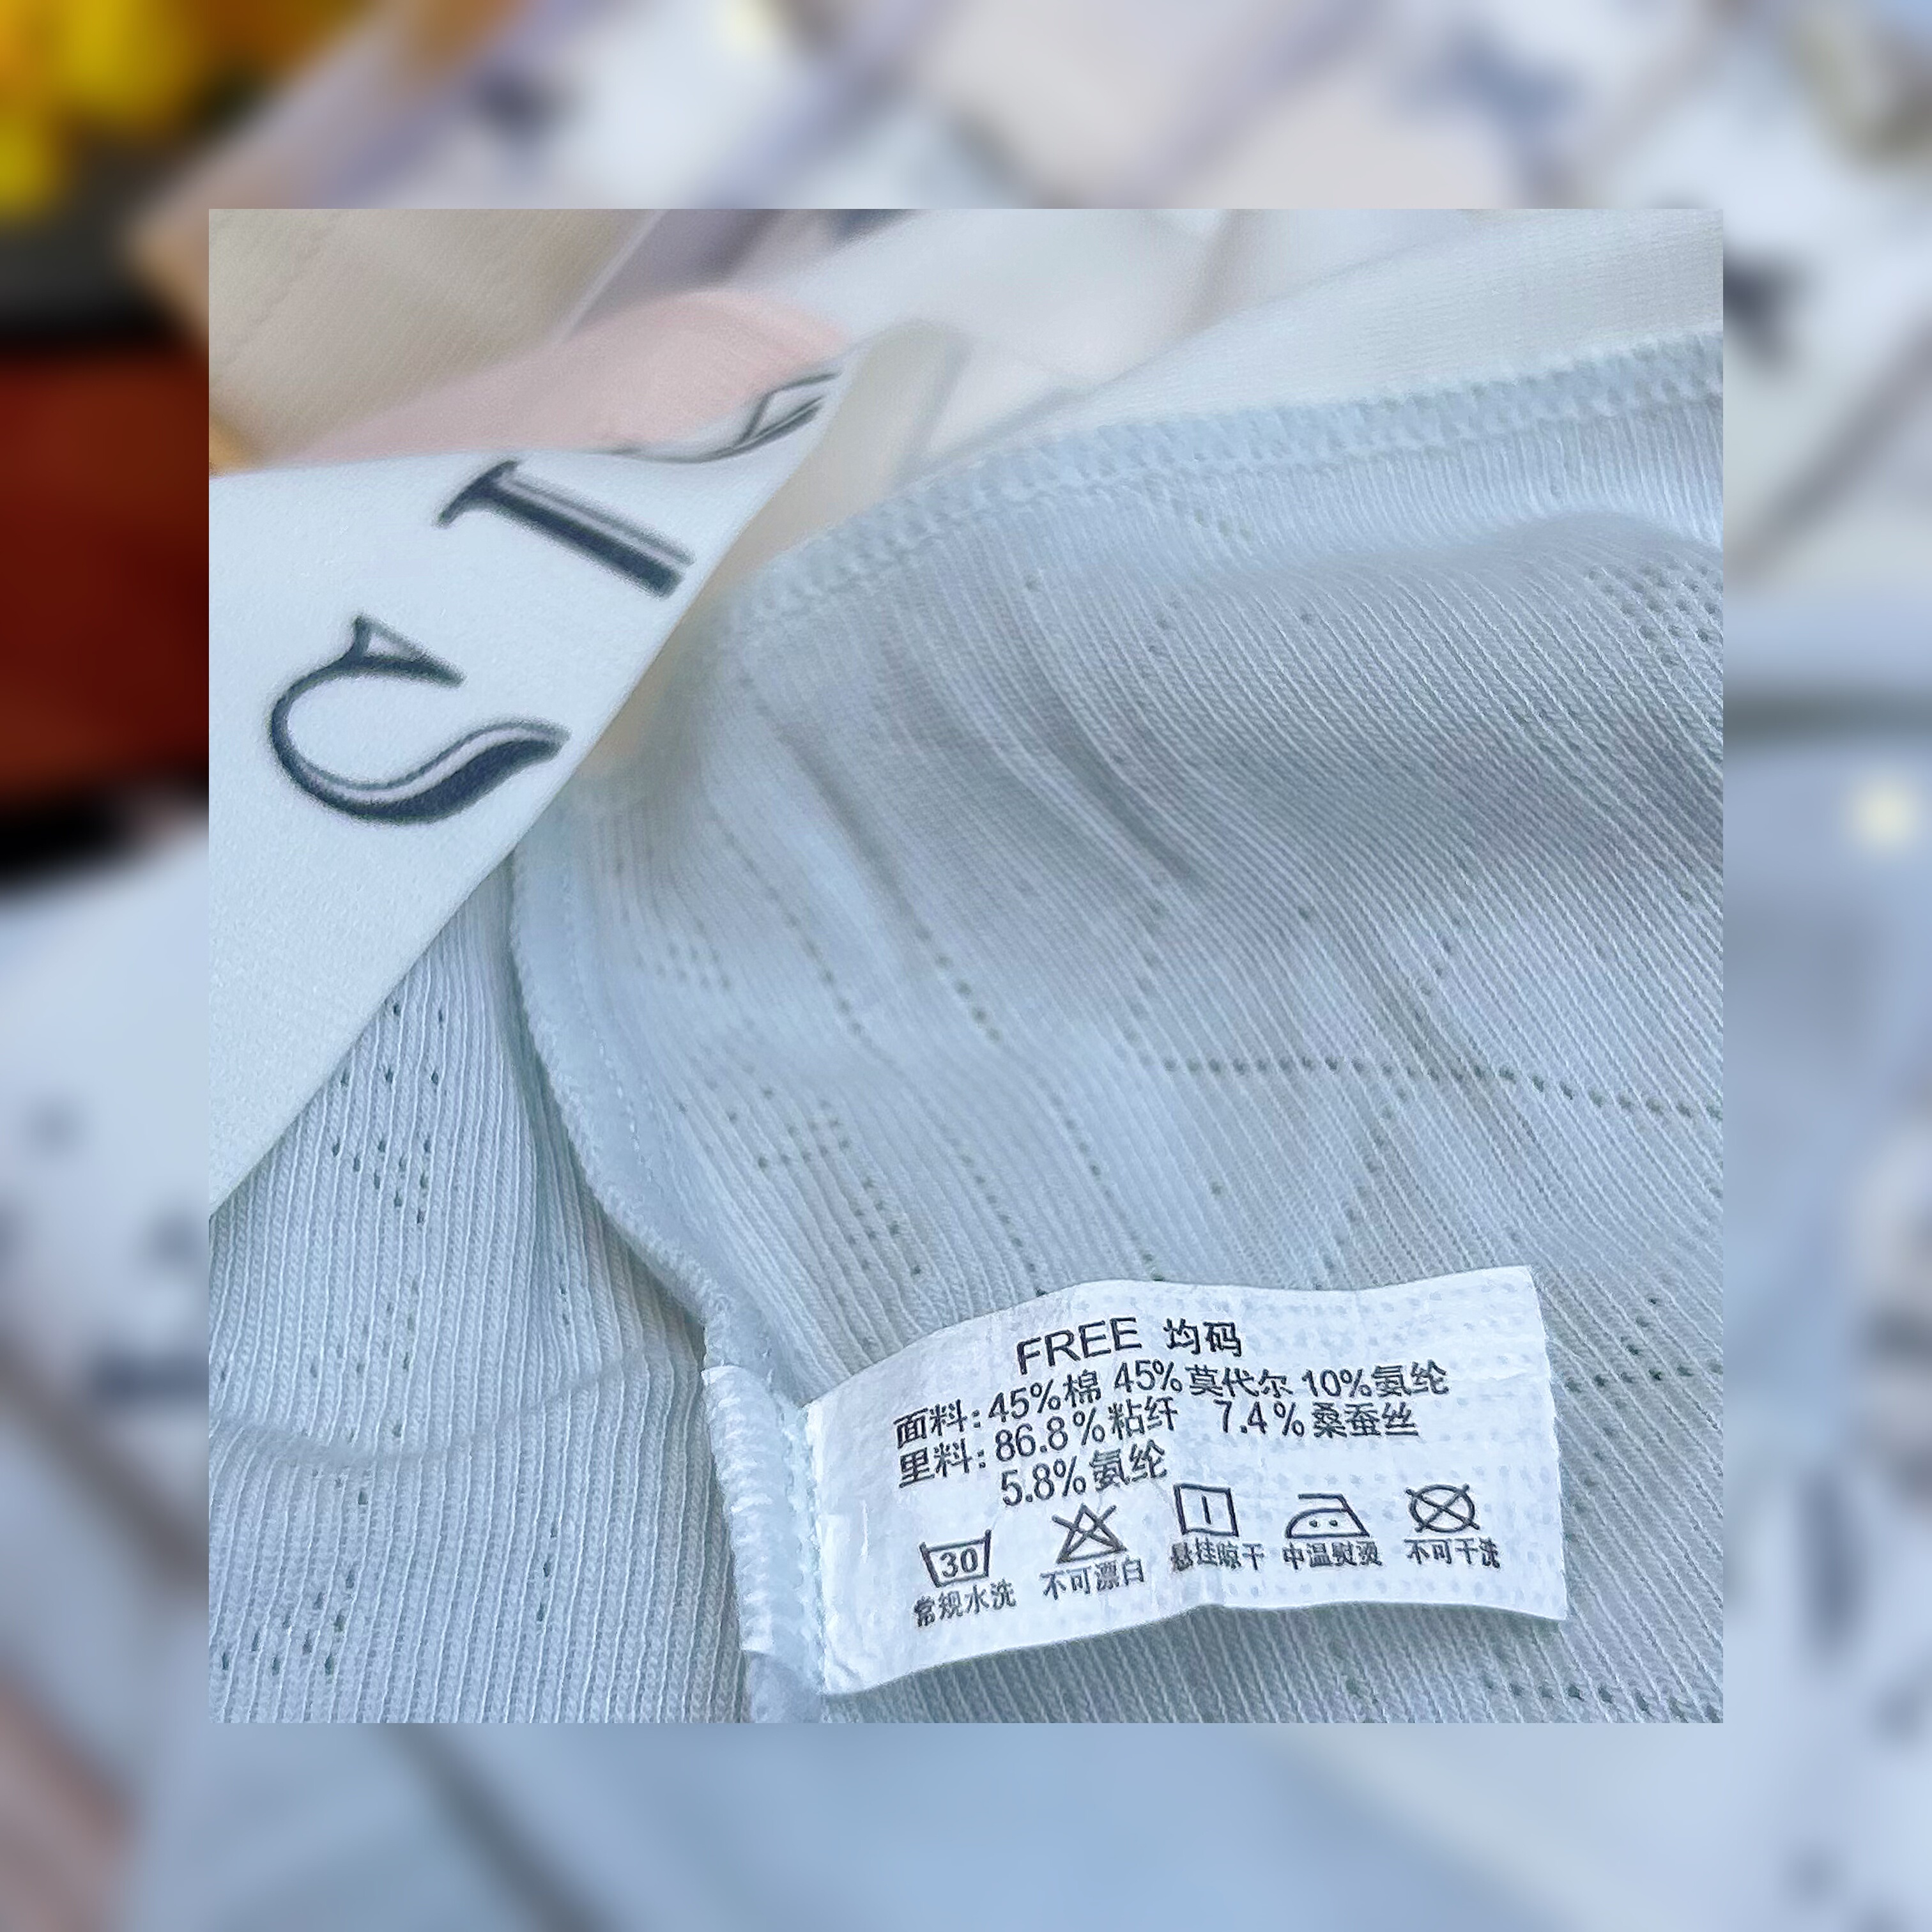 SI
FREE 均码
面料:45%棉 45%莫代尔 10%氨纶
里料:86.8%粘纤 7.4%桑蚕丝
5.8%氨纶
30
常规水洗 不可漂白 悬挂晾干 中温熨烫 不可干洗